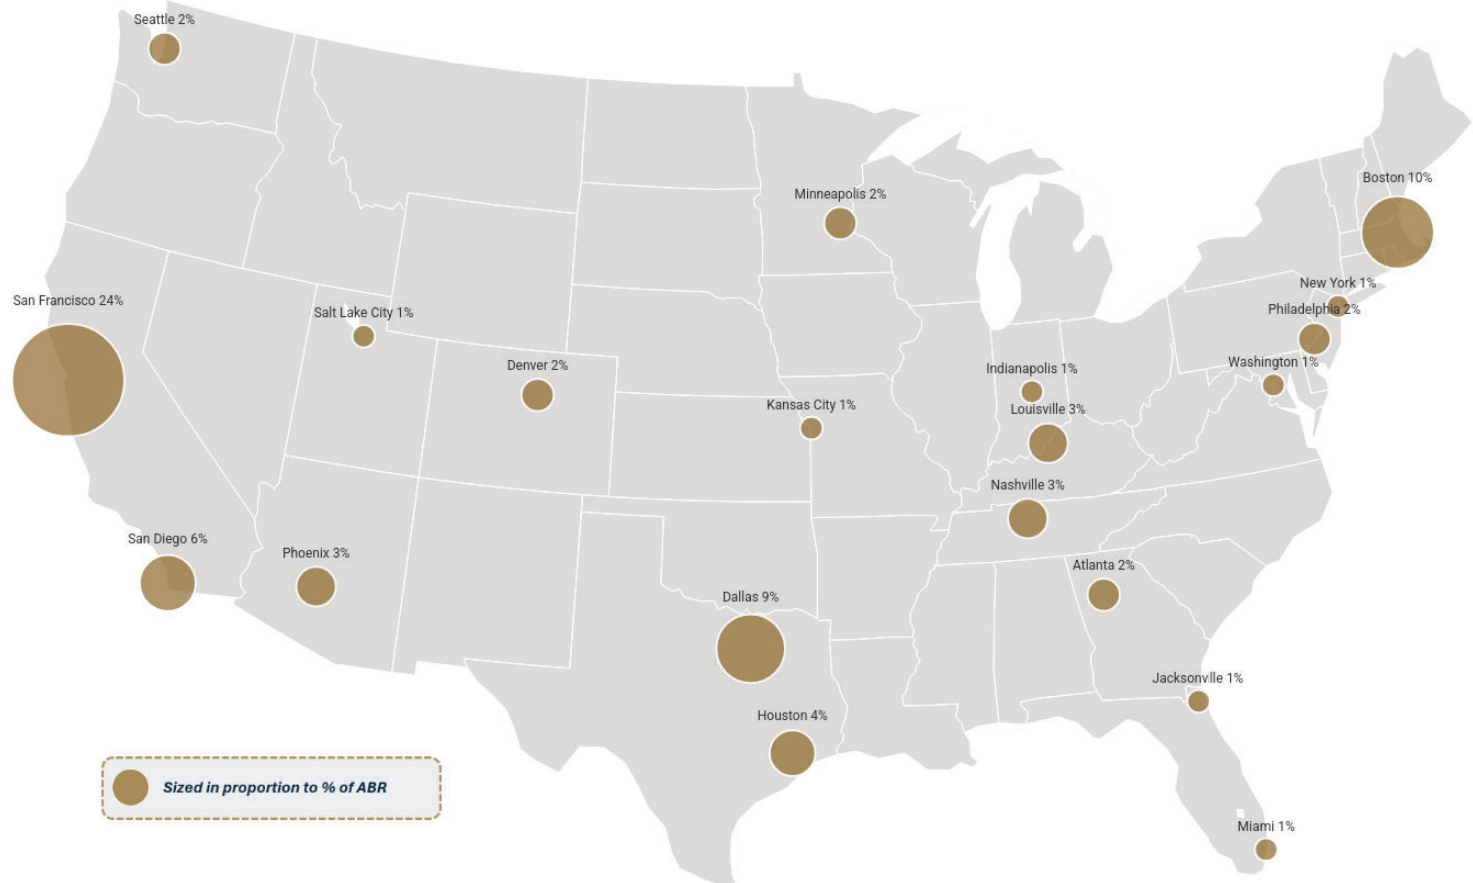 Seattle 2%
Boston 10%
Minneapolis 2%
New York 1%
San Francisco 24%
Philadelphia 2%
Salt Lake City 1%
Washington 1%
Denver 2%
Indianapolis 1%
Kansas City 1%
Louisville 3%
Nashville 3%
San Diego 6%
Phoenix 3%
Atlanta 2%
Dallas 9%
Jacksonvlle 1%
Houston 4%
Sized in proportion to % of ABR
Miami 1%